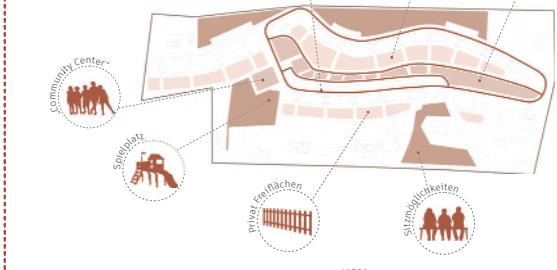 Community Center"
Spielplatz
Privat Freiflächen
Sitzmöglichkeiten